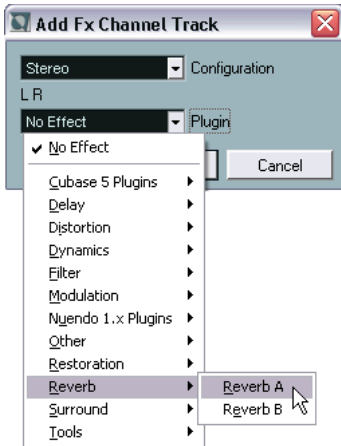 Add Fx Channel Track
Stereo Configuration
L R
No Effect Plugin
No Effect
Cancel
Cubase 5 Plugins
Delay
Distortion
Dynamics
Filter
Modulation
Nuendo 1.x Plugins
Other
Restoration
Reverb Reverb A
Surround Reverb B
Tools